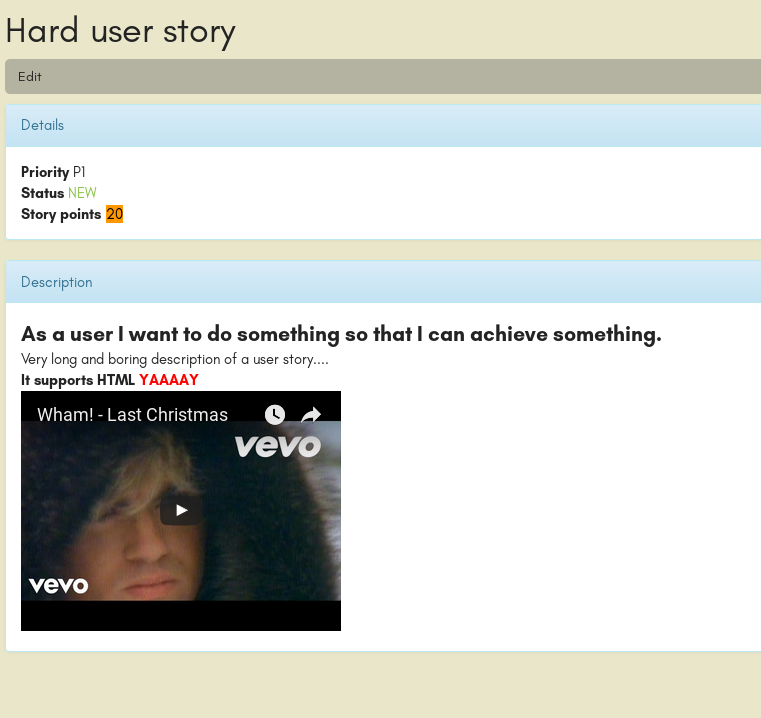 Hard user story
Edit
Details
Priority P1
Status NEW
Story points 20
Description
As a user I want to do something so that I can achieve something.
Very long and boring description of a user story....
It supports HTML YAAAAY
Wham! - Last Christmas
vevo
vevo